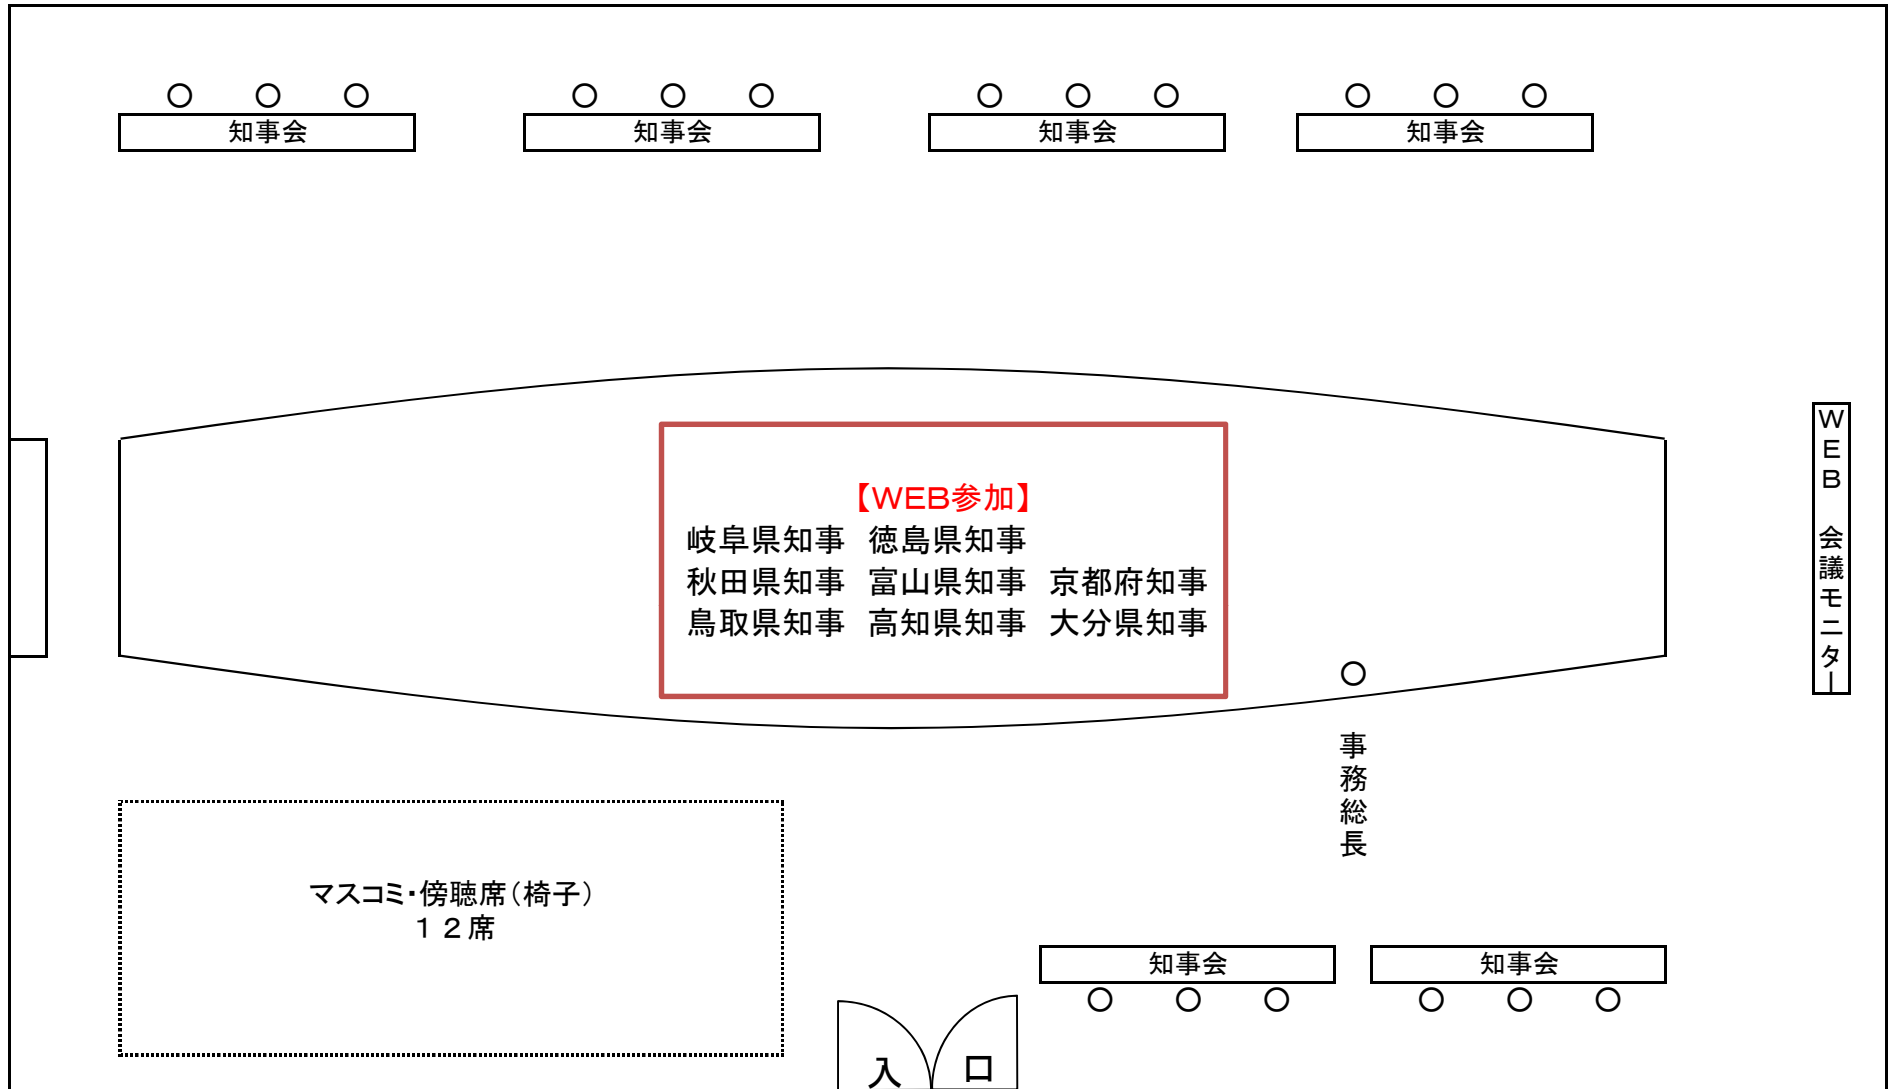 知事会
知事会
知事会
知事会
【WEB参加】
岐阜県知事 徳島県知事
秋田県知事 富山県知事 京都府知事
鳥取県知事 高知県知事 大分県知事
WEB 会議モニター
事務総長
マスコミ・傍聴席(椅子)
12席
知事会
知事会
入口